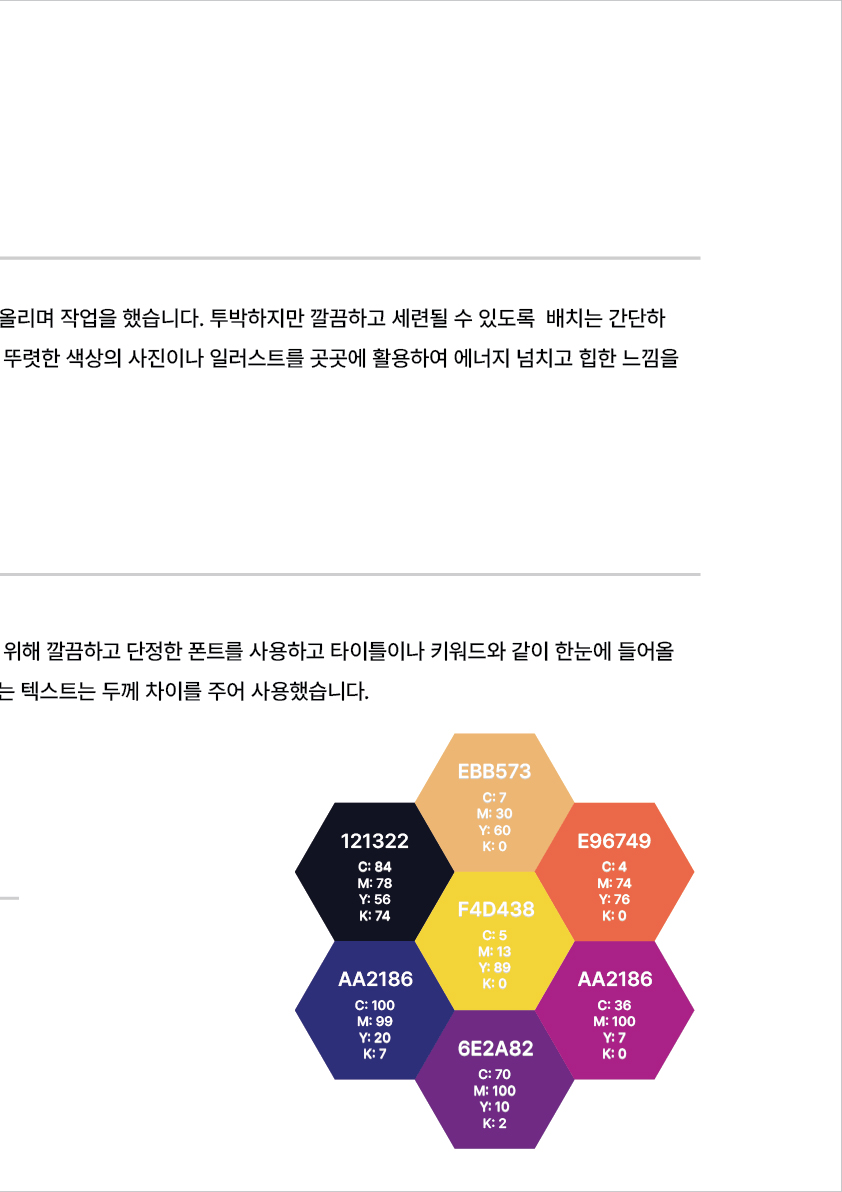 올리며 작업을 했습니다. 투박하지만 깔끔하고 세련될 수 있도록 배치는 간단하
뚜렷한 색상의 사진이나 일러스트를 곳곳에 활용하여 에너지 넘치고 힙한 느낌을
위해 깔끔하고 단정한 폰트를 사용하고 타이틀이나 키워드와 같이 한눈에 들어올
는 텍스트는 두께 차이를 주어 사용했습니다.
EBB573
C: 7
M: 30
Y: 60
K: 0
121322
C: 84
M: 78
Y: 56
K: 74
E96749
C: 4
M: 74
Y: 76
K: 0
F4D438
C: 5
M: 13
Y: 89
K: 0
AA2186
C: 100
M: 99
Y: 20
K: 7
AA2186
C: 36
M: 100
Y: 7
K: 0
6E2A82
C: 70
M: 100
Y: 10
K: 2